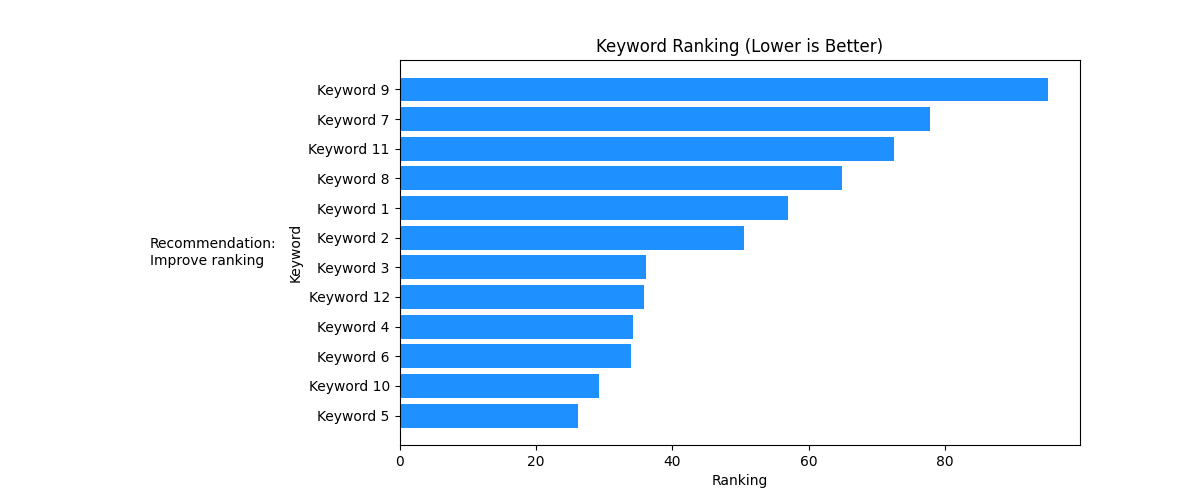 Keyword Ranking (Lower is Better)
Keyword 9
Keyword 7
Keyword 11
Keyword 8
Keyword 1
Keyword 2
Keyword 3
Keyword 12
Keyword 4
Keyword 6
Keyword 10
Keyword 5
Keyword
Recommendation:
Improve ranking
0 20 40 60 80
Ranking